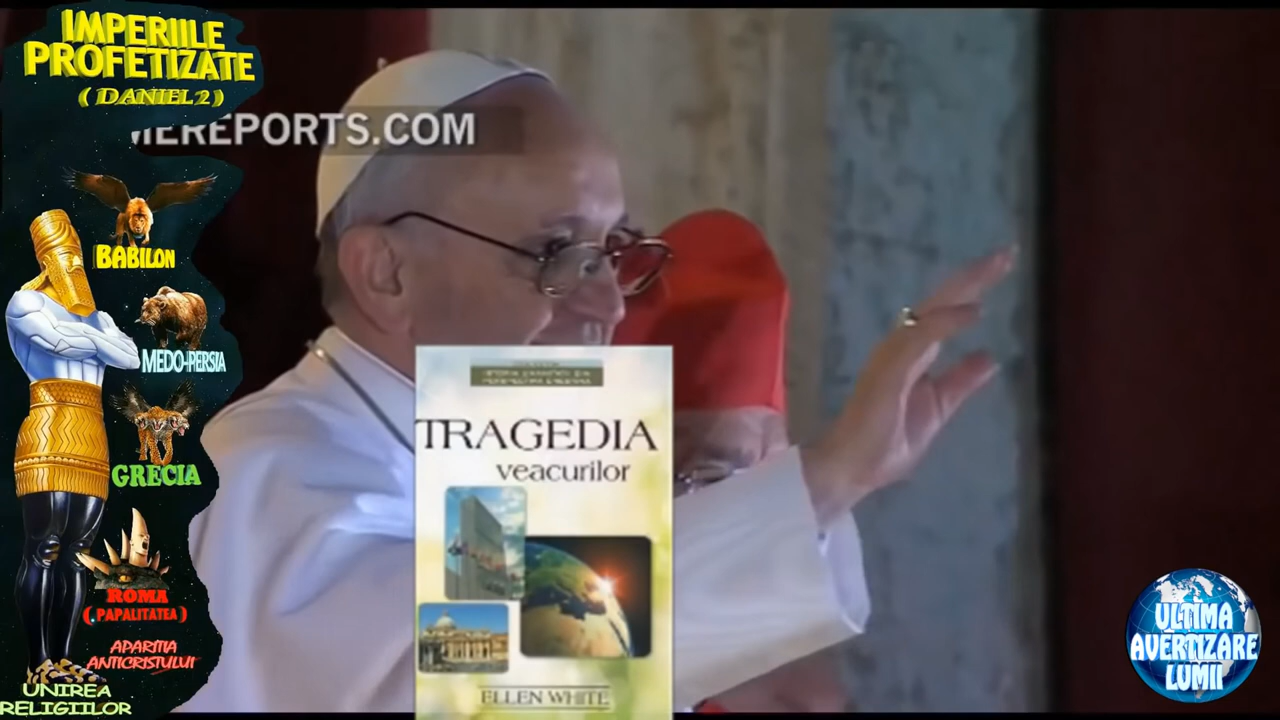 IMPERIILE
PROFETIZATE
( DANIEL 2 )
MEREPORTS.COM
BABILON
MEDO-PERSIA
GRECIA
ROMA
( PAPALITATEA )
APARITIA
ANTICRISTULUI
UNIREA
RELIGIILOR
TRAGEDIA
veacurilor
ELLEN WHITE
ULTIMA
AVERTIZARE
LUMII